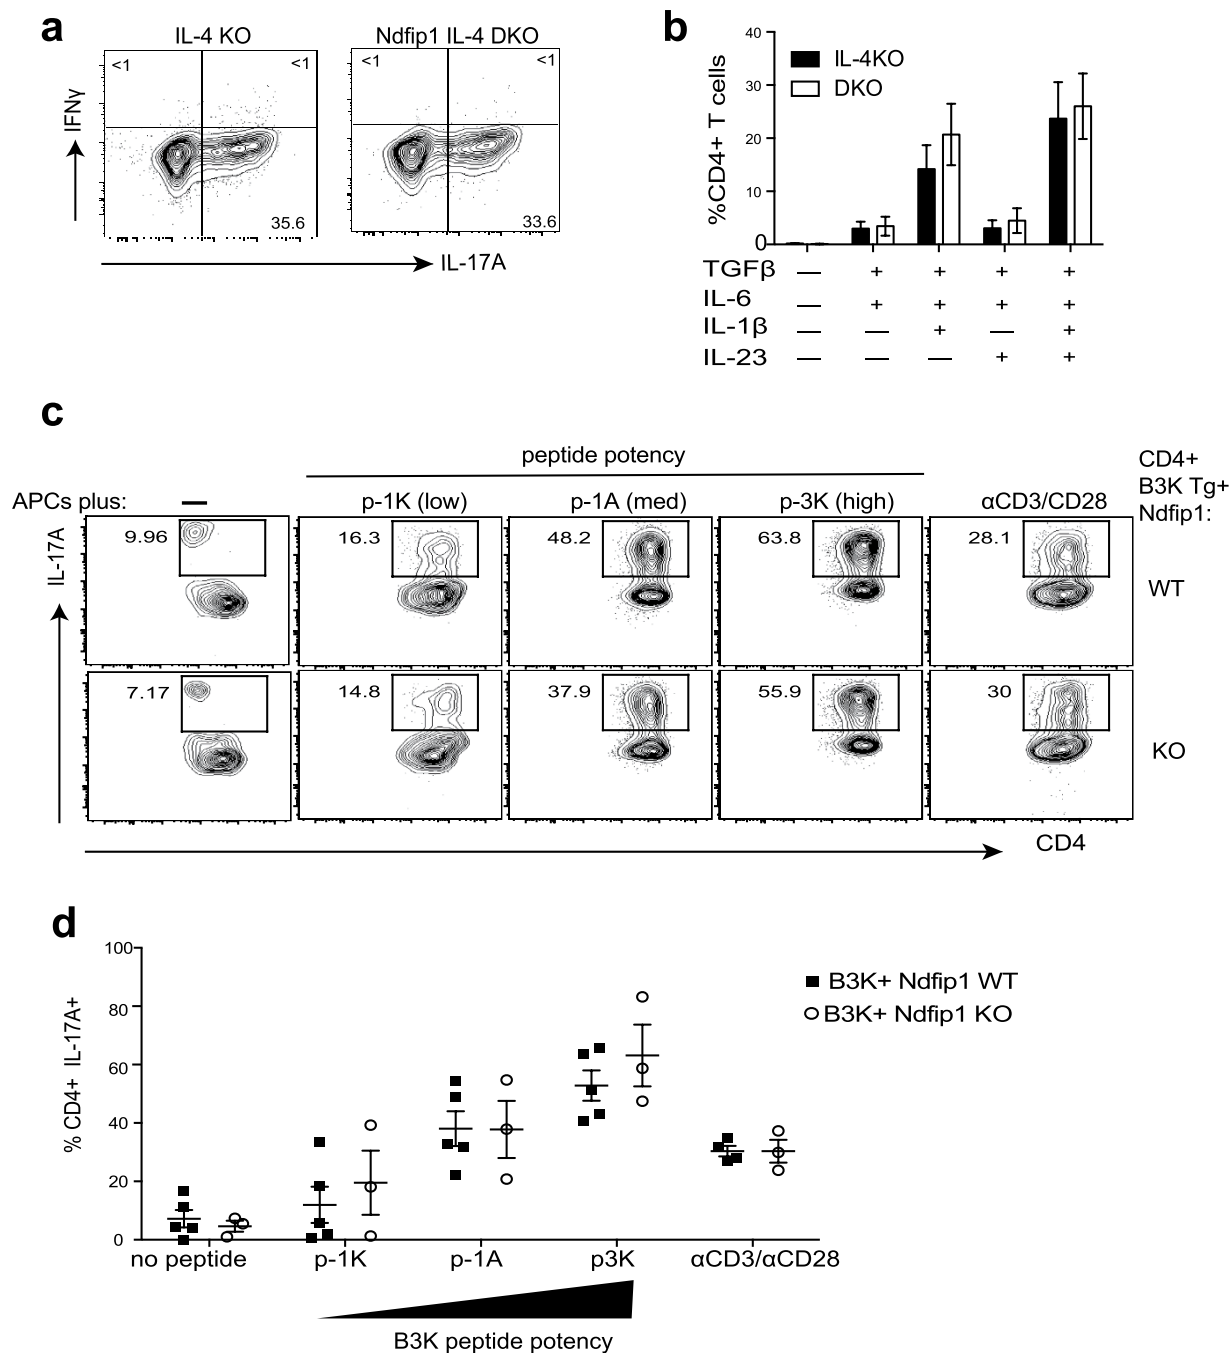 a
IL-4 KO
Ndfip1 IL-4 DKO
<1
<1
<1
<1
IFNγ
35.6
33.6
IL-17A
b
%CD4+ T cells
40
30
20
10
0
IL-4KO
DKO
TGFβ — + + + +
IL-6 — + + + +
IL-1β — — + — +
IL-23 — — — + +
c
peptide potency
CD4+
B3K Tg+
Ndfip1:
APCs plus: — p-1K (low) p-1A (med) p-3K (high) αCD3/CD28
IL-17A
9.96 16.3 48.2 63.8 28.1
WT
7.17 14.8 37.9 55.9 30
KO
CD4
d
% CD4+ IL-17A+
100
80
60
40
20
0
B3K+ Ndfip1 WT
B3K+ Ndfip1 KO
no peptide p-1K p-1A p3K αCD3/αCD28
B3K peptide potency